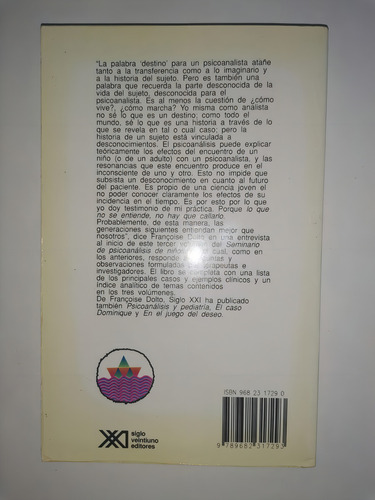 "La palabra 'destino' para un psicoanalista atañe
tanto a la transferencia como a lo imaginario y
a la historia del sujeto. Pero es también una
palabra que recuerda la parte desconocida de la
vida del sujeto, desconocida para el
psicoanalista. Es al menos la cuestión de ¿cómo
vive?, ¿cómo marcha? Yo misma como analista
no sé lo que es un destino; como todo el
mundo, sé lo que es una historia a través de lo
que se revela en tal o cual caso; pero la
historia de un sujeto está vinculada a
desconocimientos. El psicoanálisis puede explicar
teóricamente los efectos del encuentro de un
niño (o de un adulto) con un psicoanalista, y las
resonancias que este encuentro produce en el
inconsciente de uno y otro. Esto no impide que
subsista un desconocimiento en cuanto al futuro
del paciente. Es propio de una ciencia joven el
no poder conocer claramente los efectos de su
incidencia en el tiempo. Es por esto por lo que
yo doy testimonio de mi práctica. Porque lo que
no se entiende, no hay que callarlo.
Probablemente, de esta manera, las
generaciones siguientes entiendan mejor que
nosotros", dice Françoise Dolto en una entrevista
al inicio de este tercer del Seminario
de psicoanálisis de niños, cual, como en
los anteriores, responde a y
observaciones formuladas terapeutas e
investigadores. El libro se completa con una lista
de los principales casos y ejemplos clínicos y un
índice analítico de temas contenidos
en los tres volúmenes.
De Françoise Dolto, Siglo XXI ha publicado
también Psicoanálisis y pediatría, El caso
Dominique y En el juego del deseo.
siglo
veintiuno
editores
ISBN 968 23 1729 0
9 789682 317293